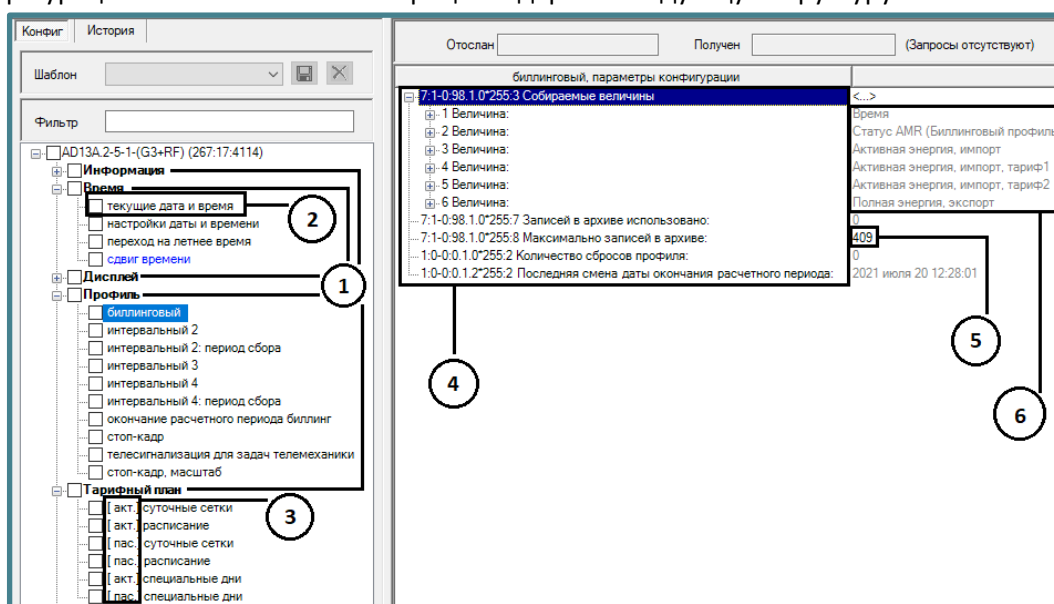 Конфиг История
Шаблон
Фильтр
AD13A.2-5-1-(G3+RF) (267:17:4114)
Информация
Время
текущие дата и время
настройки даты и времени
переход на летнее время
сдвиг времени
Дисплей
Профиль
биллинговый
интервальный 2
интервальный 2: период сбора
интервальный 3
интервальный 4
интервальный 4: период сбора
окончание расчетного периода биллинг
стоп-кадр
телесигнализация для задач телемеханики
стоп-кадр, масштаб
Тарифный план
[ акт.] суточные сетки
[ акт.] расписание
[ пас.] суточные сетки
[ пас.] расписание
[ акт.] специальные дни
[ пас.] специальные дни
1
2
3
Отослан Получен (Запросы отсутствуют)
биллинговый, параметры конфигурации
7:1-0:98.1.0*255:3 Собираемые величины <...>
1 Величина: Время
2 Величина: Статус AMR (Биллинговый профиль
3 Величина: Активная энергия, импорт
4 Величина: Активная энергия, импорт, тариф1
5 Величина: Активная энергия, импорт, тариф2
6 Величина: Полная энергия, экспорт
7:1-0:98.1.0*255:7 Записей в архиве использовано: 0
7:1-0:98.1.0*255:8 Максимально записей в архиве: 409
1:0-0:0.1.0*255:2 Количество сбросов профиля: 0
1:0-0:0.1.2*255:2 Последняя смена даты окончания расчетного периода: 2021 июля 20 12:28:01
4
5
6